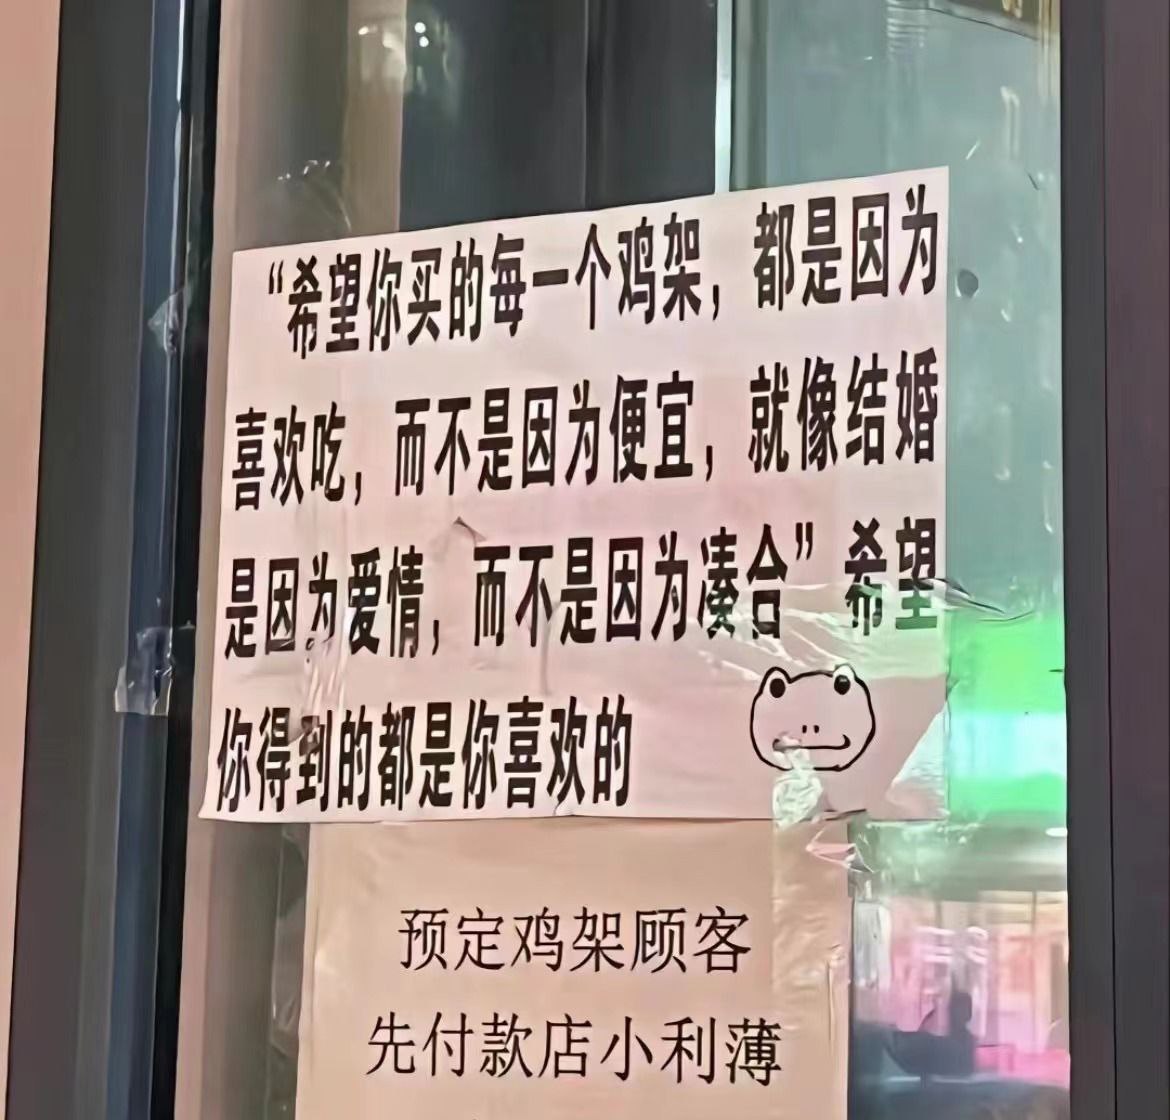 “希望你买的每一个鸡架，都是因为
喜欢吃，而不是因为便宜，就像结婚
是因为爱情，而不是因为凑合”希望
你得到的都是你喜欢的
预定鸡架顾客
先付款店小利薄